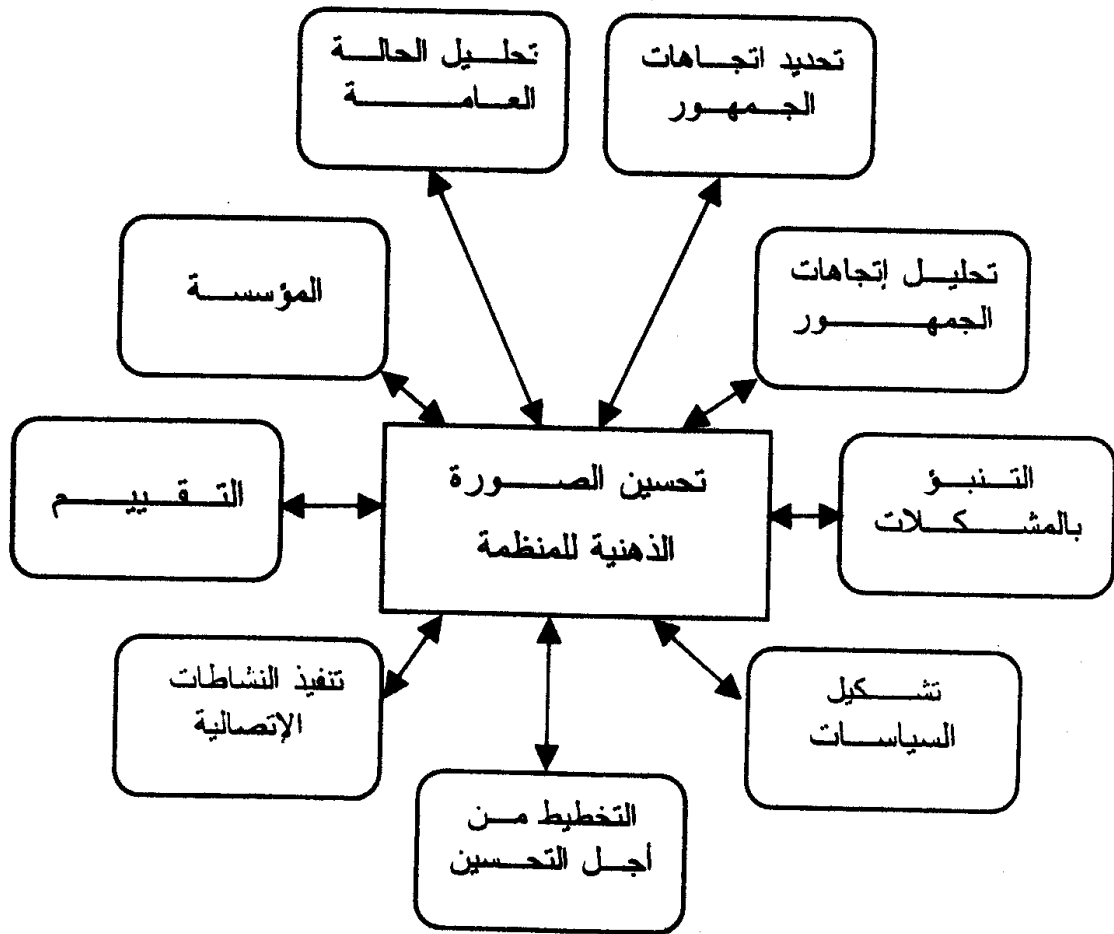 تحديد اتجاهات
الجمهور
تحليل الحالة
العامة
تحليل إتجاهات
الجمهور
المؤسسة
التنبؤ
بالمشكلات
تحسين الصورة
الذهنية للمنظمة
التقييم
تشكيل
السياسات
تنفيذ النشاطات
الإتصالية
التخطيط من
أجل التحسين